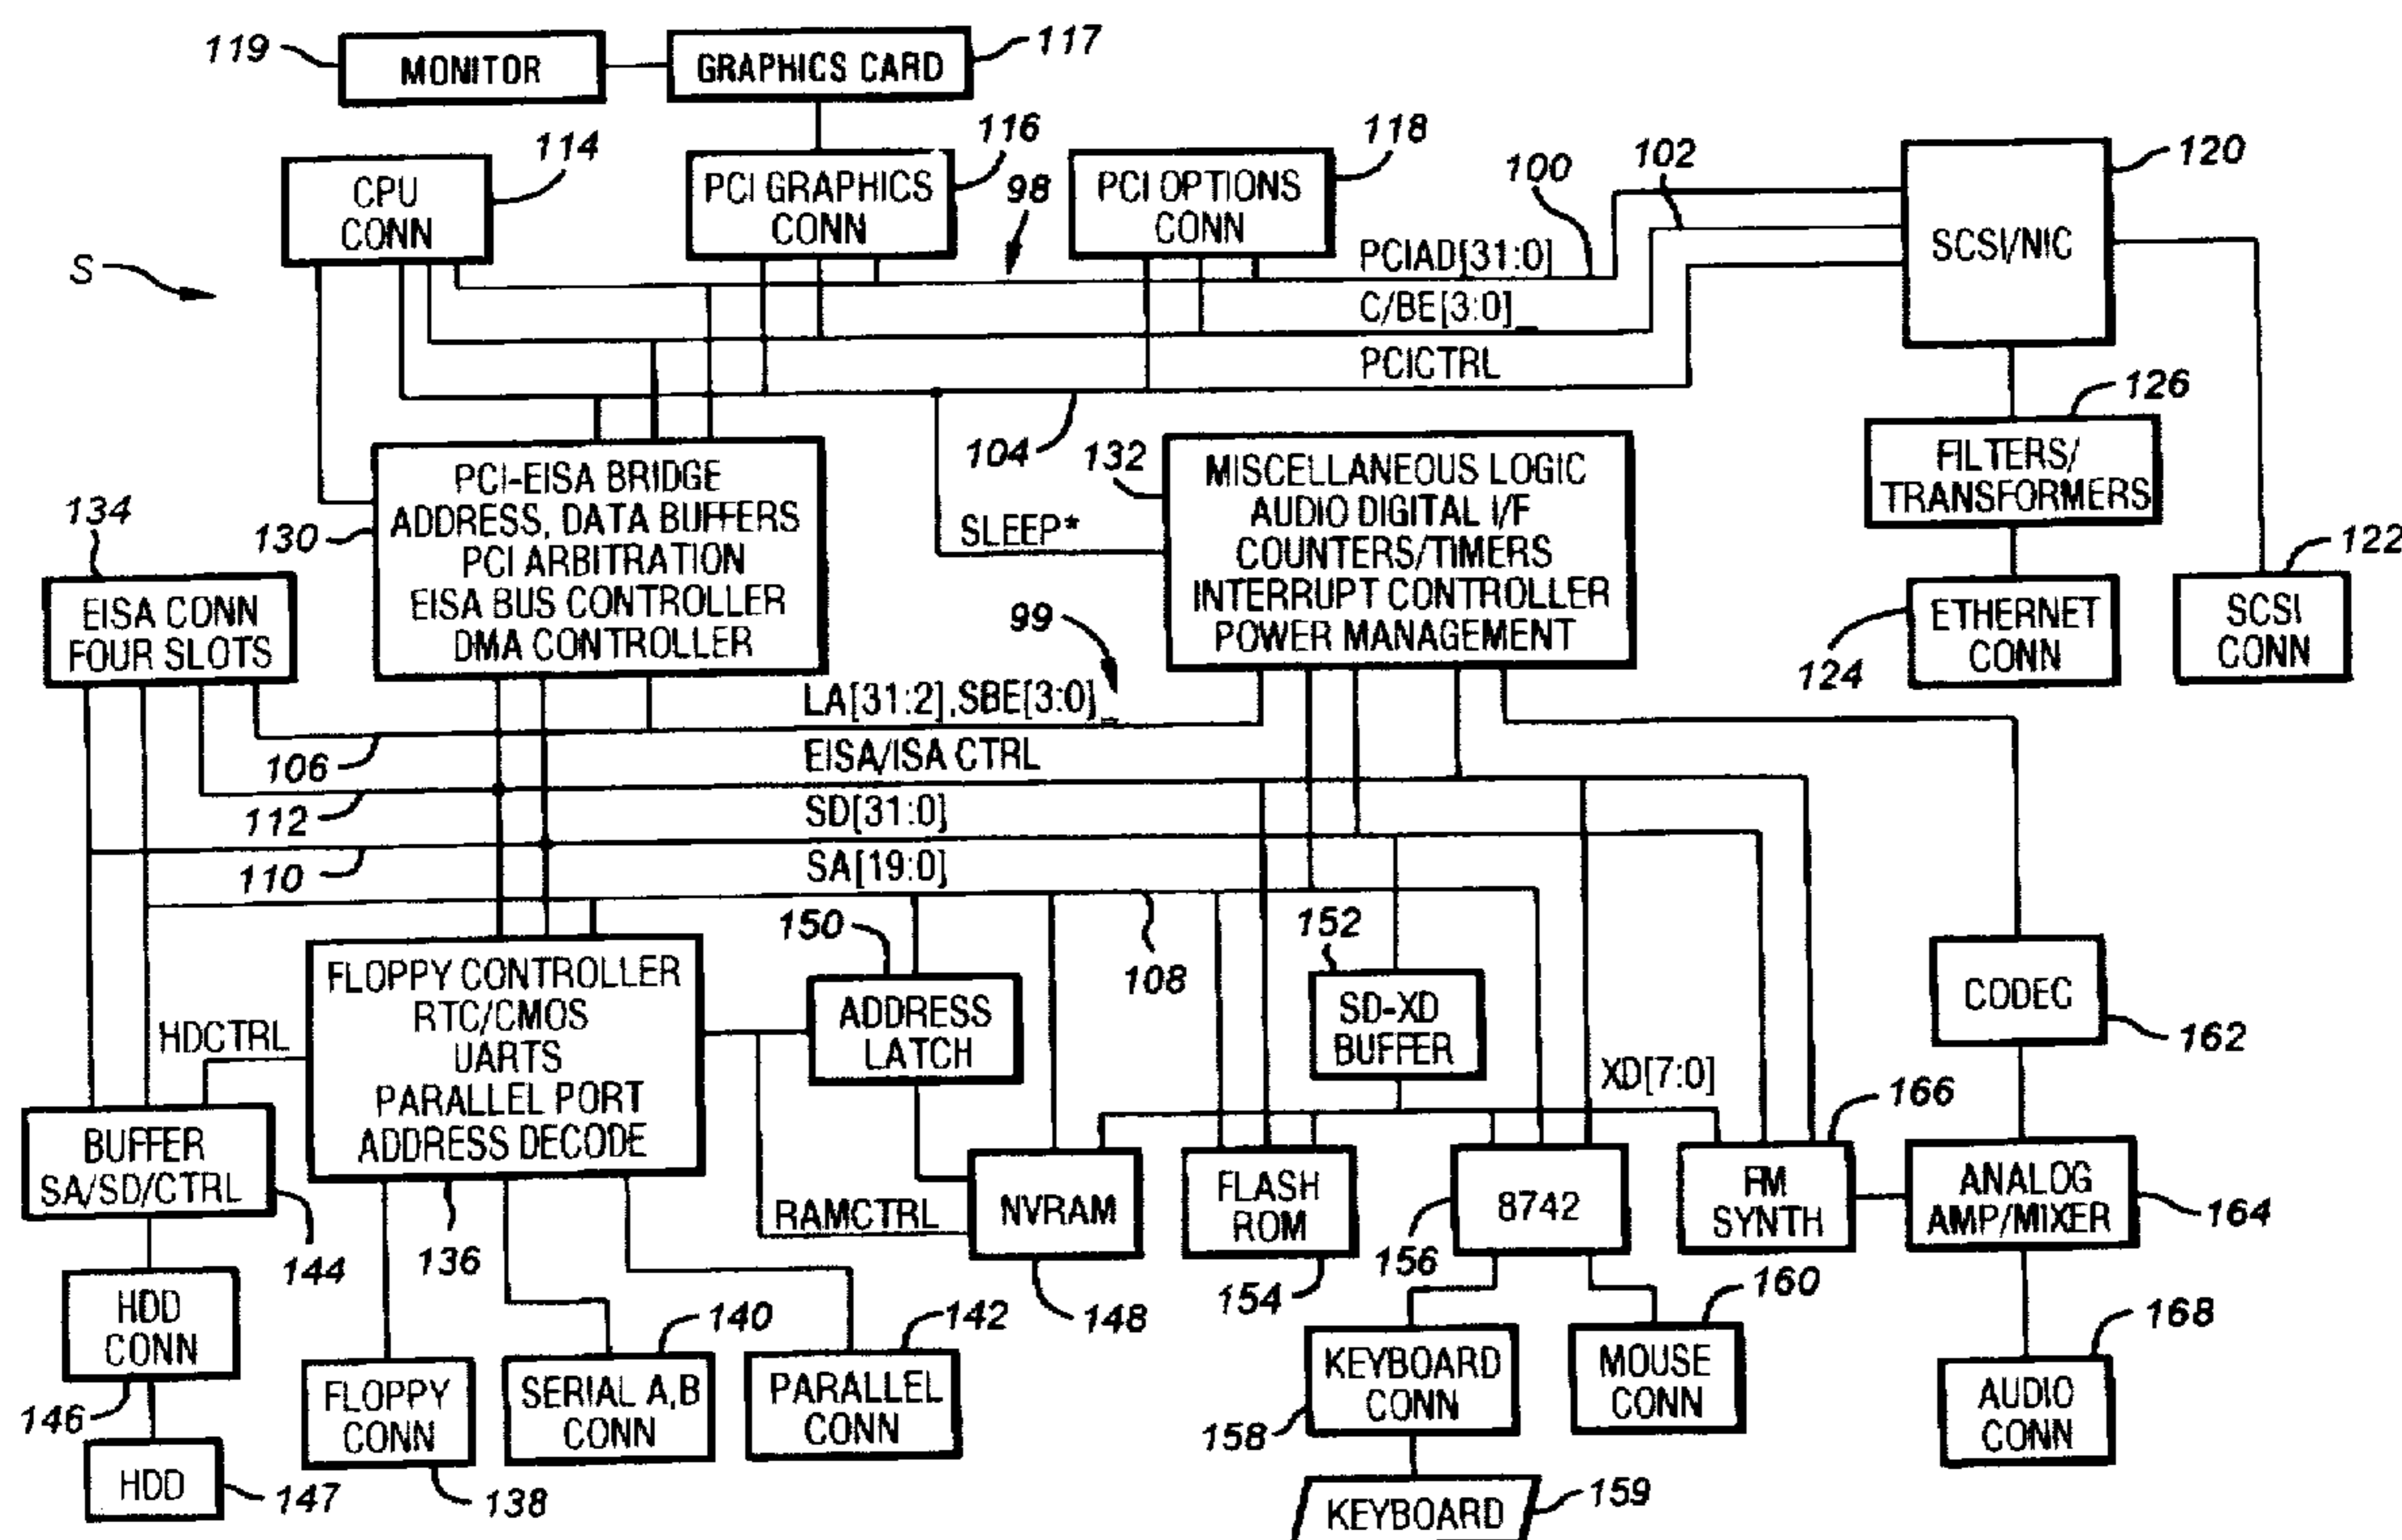 119
MONITOR
GRAPHICS CARD
117
114
CPU
CONN
116
PCI GRAPHICS
CONN
98
118
PCI OPTIONS
CONN
100
102
120
SCSI/NIC
S
PCIAD[31:0]
C/BE[3:0]_
PCICTRL
104
126
FILTERS/
TRANSFORMERS
124
ETHERNET
CONN
122
SCSI
CONN
134
EISA CONN
FOUR SLOTS
130
PCI-EISA BRIDGE
ADDRESS, DATA BUFFERS
PCI ARBITRATION
EISA BUS CONTROLLER
DMA CONTROLLER
SLEEP*
132
MISCELLANEOUS LOGIC
AUDIO DIGITAL I/F
COUNTERS/TIMERS
INTERRUPT CONTROLLER
POWER MANAGEMENT
99
106
LA[31:2],SBE[3:0]_
112
EISA/ISA CTRL
110
SD[31:0]
SA[19:0]
108
HDCTRL
FLOPPY CONTROLLER
RTC/CMOS
UARTS
PARALLEL PORT
ADDRESS DECODE
136
150
ADDRESS
LATCH
152
SD-XD
BUFFER
XD[7:0]
CODEC
162
BUFFER
SA/SD/CTRL
144
RAMCTRL
NVRAM
148
FLASH
ROM
154
8742
156
166
FM
SYNTH
ANALOG
AMP/MIXER
164
HDD
CONN
146
HDD
147
FLOPPY
CONN
138
140
SERIAL A,B
CONN
142
PARALLEL
CONN
KEYBOARD
CONN
158
160
MOUSE
CONN
168
AUDIO
CONN
KEYBOARD
159